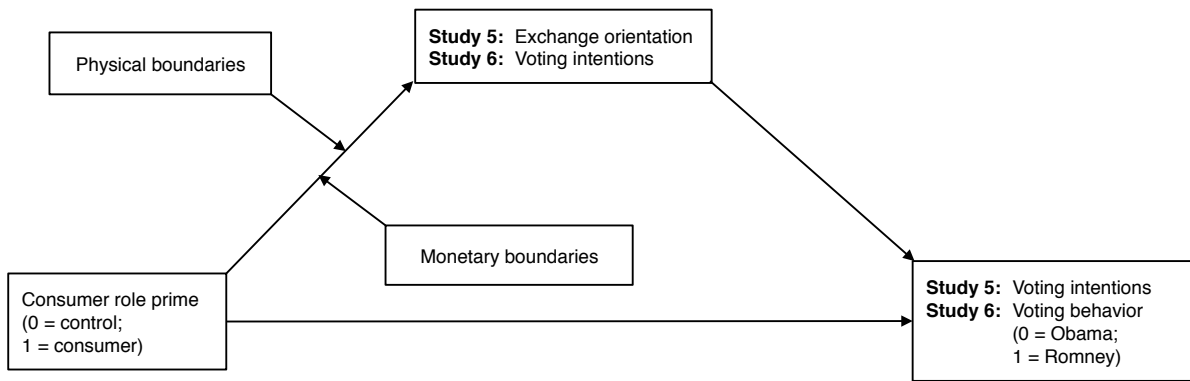 Physical boundaries
Study 5: Exchange orientation
Study 6: Voting intentions
Monetary boundaries
Consumer role prime
(0 = control;
1 = consumer)
Study 5: Voting intentions
Study 6: Voting behavior
(0 = Obama;
1 = Romney)